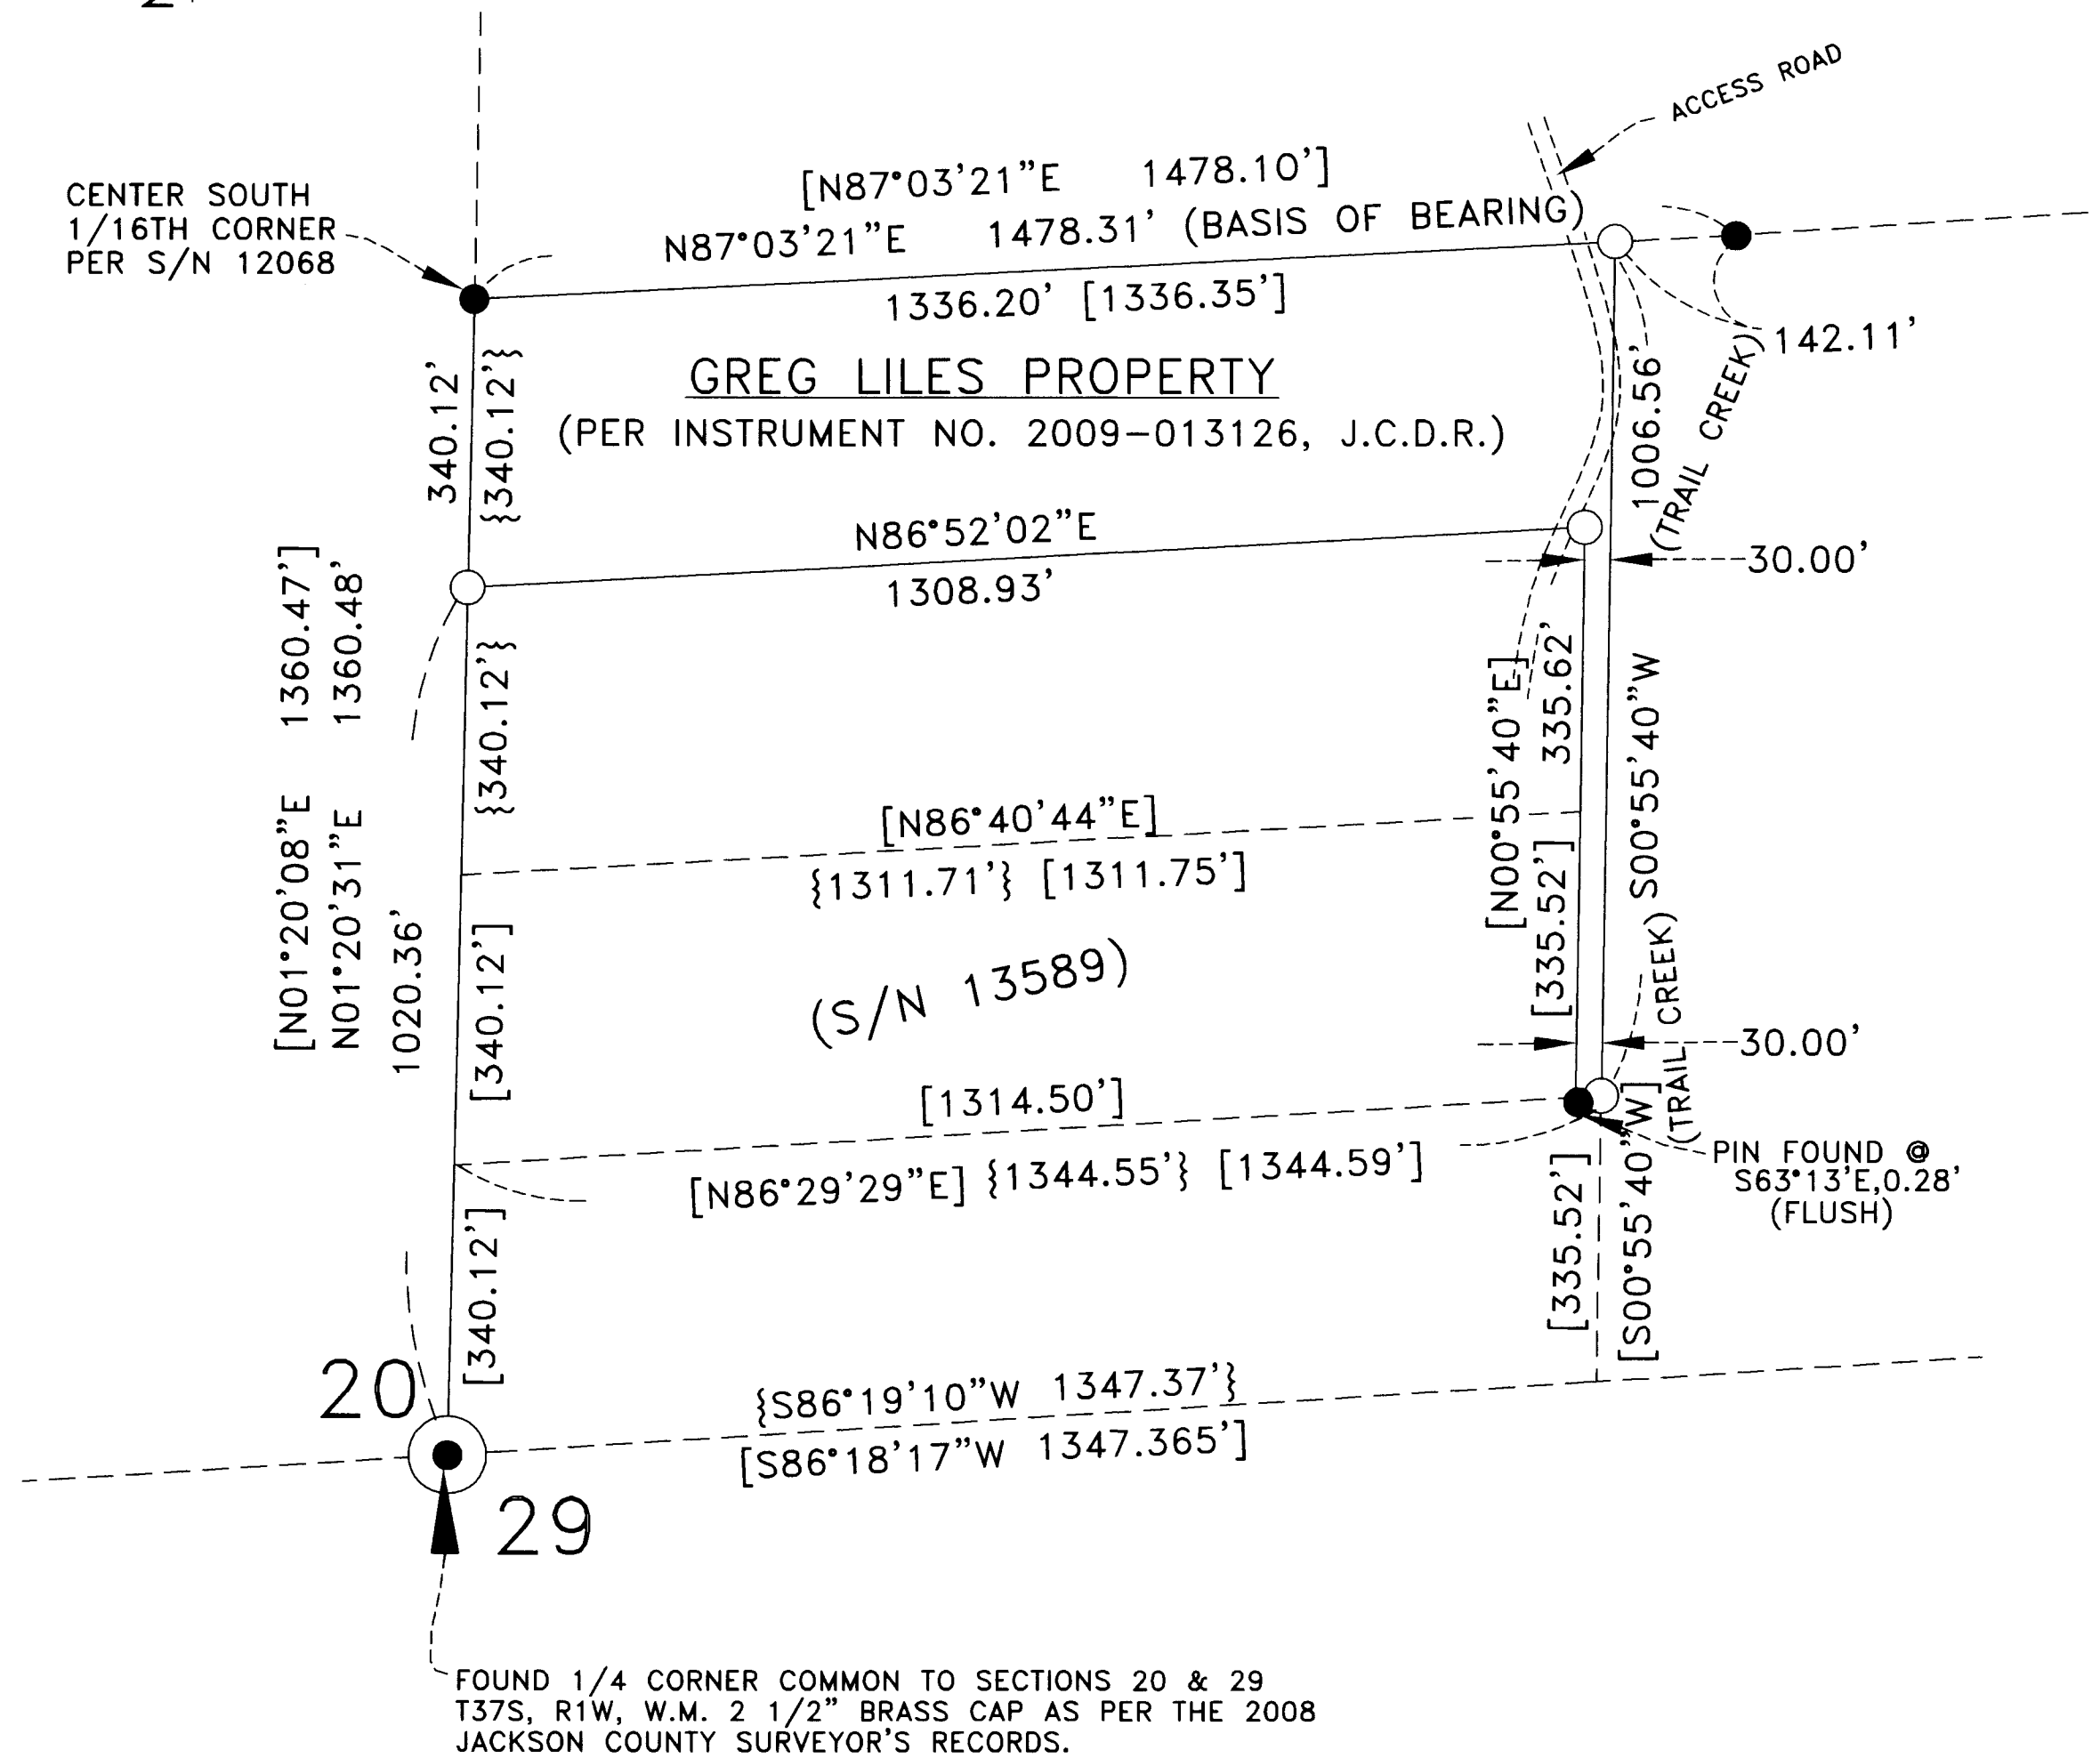 ACCESS ROAD
[N87°03'21"E 1478.10']
N87°03'21"E 1478.31' (BASIS OF BEARING)
CENTER SOUTH
1/16TH CORNER
PER S/N 12068
1336.20' [1336.35']
142.11'
GREG LILES PROPERTY
(PER INSTRUMENT NO. 2009-013126, J.C.D.R.)
340.12'
{340.12'}
1006.56'
(TRAIL CREEK)
N86°52'02"E
1308.93'
30.00'
[N01°20'08"E 1360.47']
N01°20'31"E 1360.48'
1020.36'
{340.12'}
[N00°55'40"E]
335.62'
S00°55'40"W
[N86°40'44"E]
{1311.71'} [1311.75']
[335.52']
[340.12']
(S/N 13589)
(TRAIL CREEK)
30.00'
[1314.50']
[N86°29'29"E] {1344.55'} [1344.59']
PIN FOUND @
S63°13'E,0.28'
(FLUSH)
[340.12']
[335.52']
[S00°55'40"W]
20
{S86°19'10"W 1347.37'}
[S86°18'17"W 1347.365']
29
FOUND 1/4 CORNER COMMON TO SECTIONS 20 & 29
T37S, R1W, W.M. 2 1/2" BRASS CAP AS PER THE 2008
JACKSON COUNTY SURVEYOR'S RECORDS.